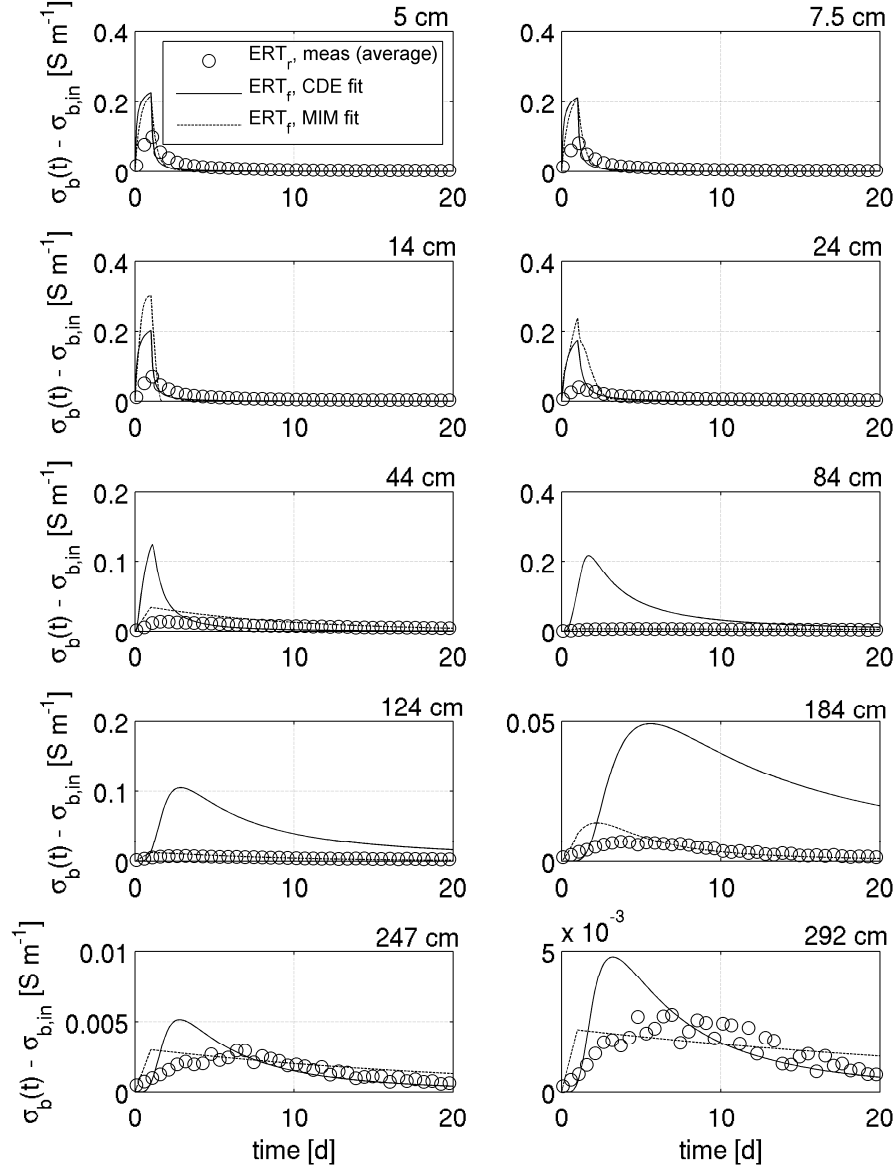 5 cm
7.5 cm
σb(t) - σb,in [S m-1]
0.4
0.2
0
0 10 20
ERTr, meas (average)
ERTf, CDE fit
ERTf, MIM fit
0.4
0.2
0
0 10 20
14 cm
24 cm
σb(t) - σb,in [S m-1]
0.4
0.2
0
0 10 20
0.4
0.2
0
0 10 20
44 cm
84 cm
σb(t) - σb,in [S m-1]
0.2
0.1
0
0 10 20
0.4
0.2
0
0 10 20
124 cm
184 cm
σb(t) - σb,in [S m-1]
0.2
0.1
0
0 10 20
0.05
0
0 10 20
247 cm
x 10-3
292 cm
σb(t) - σb,in [S m-1]
0.01
0.005
0
0 10 20
time [d]
5
0
0 10 20
time [d]